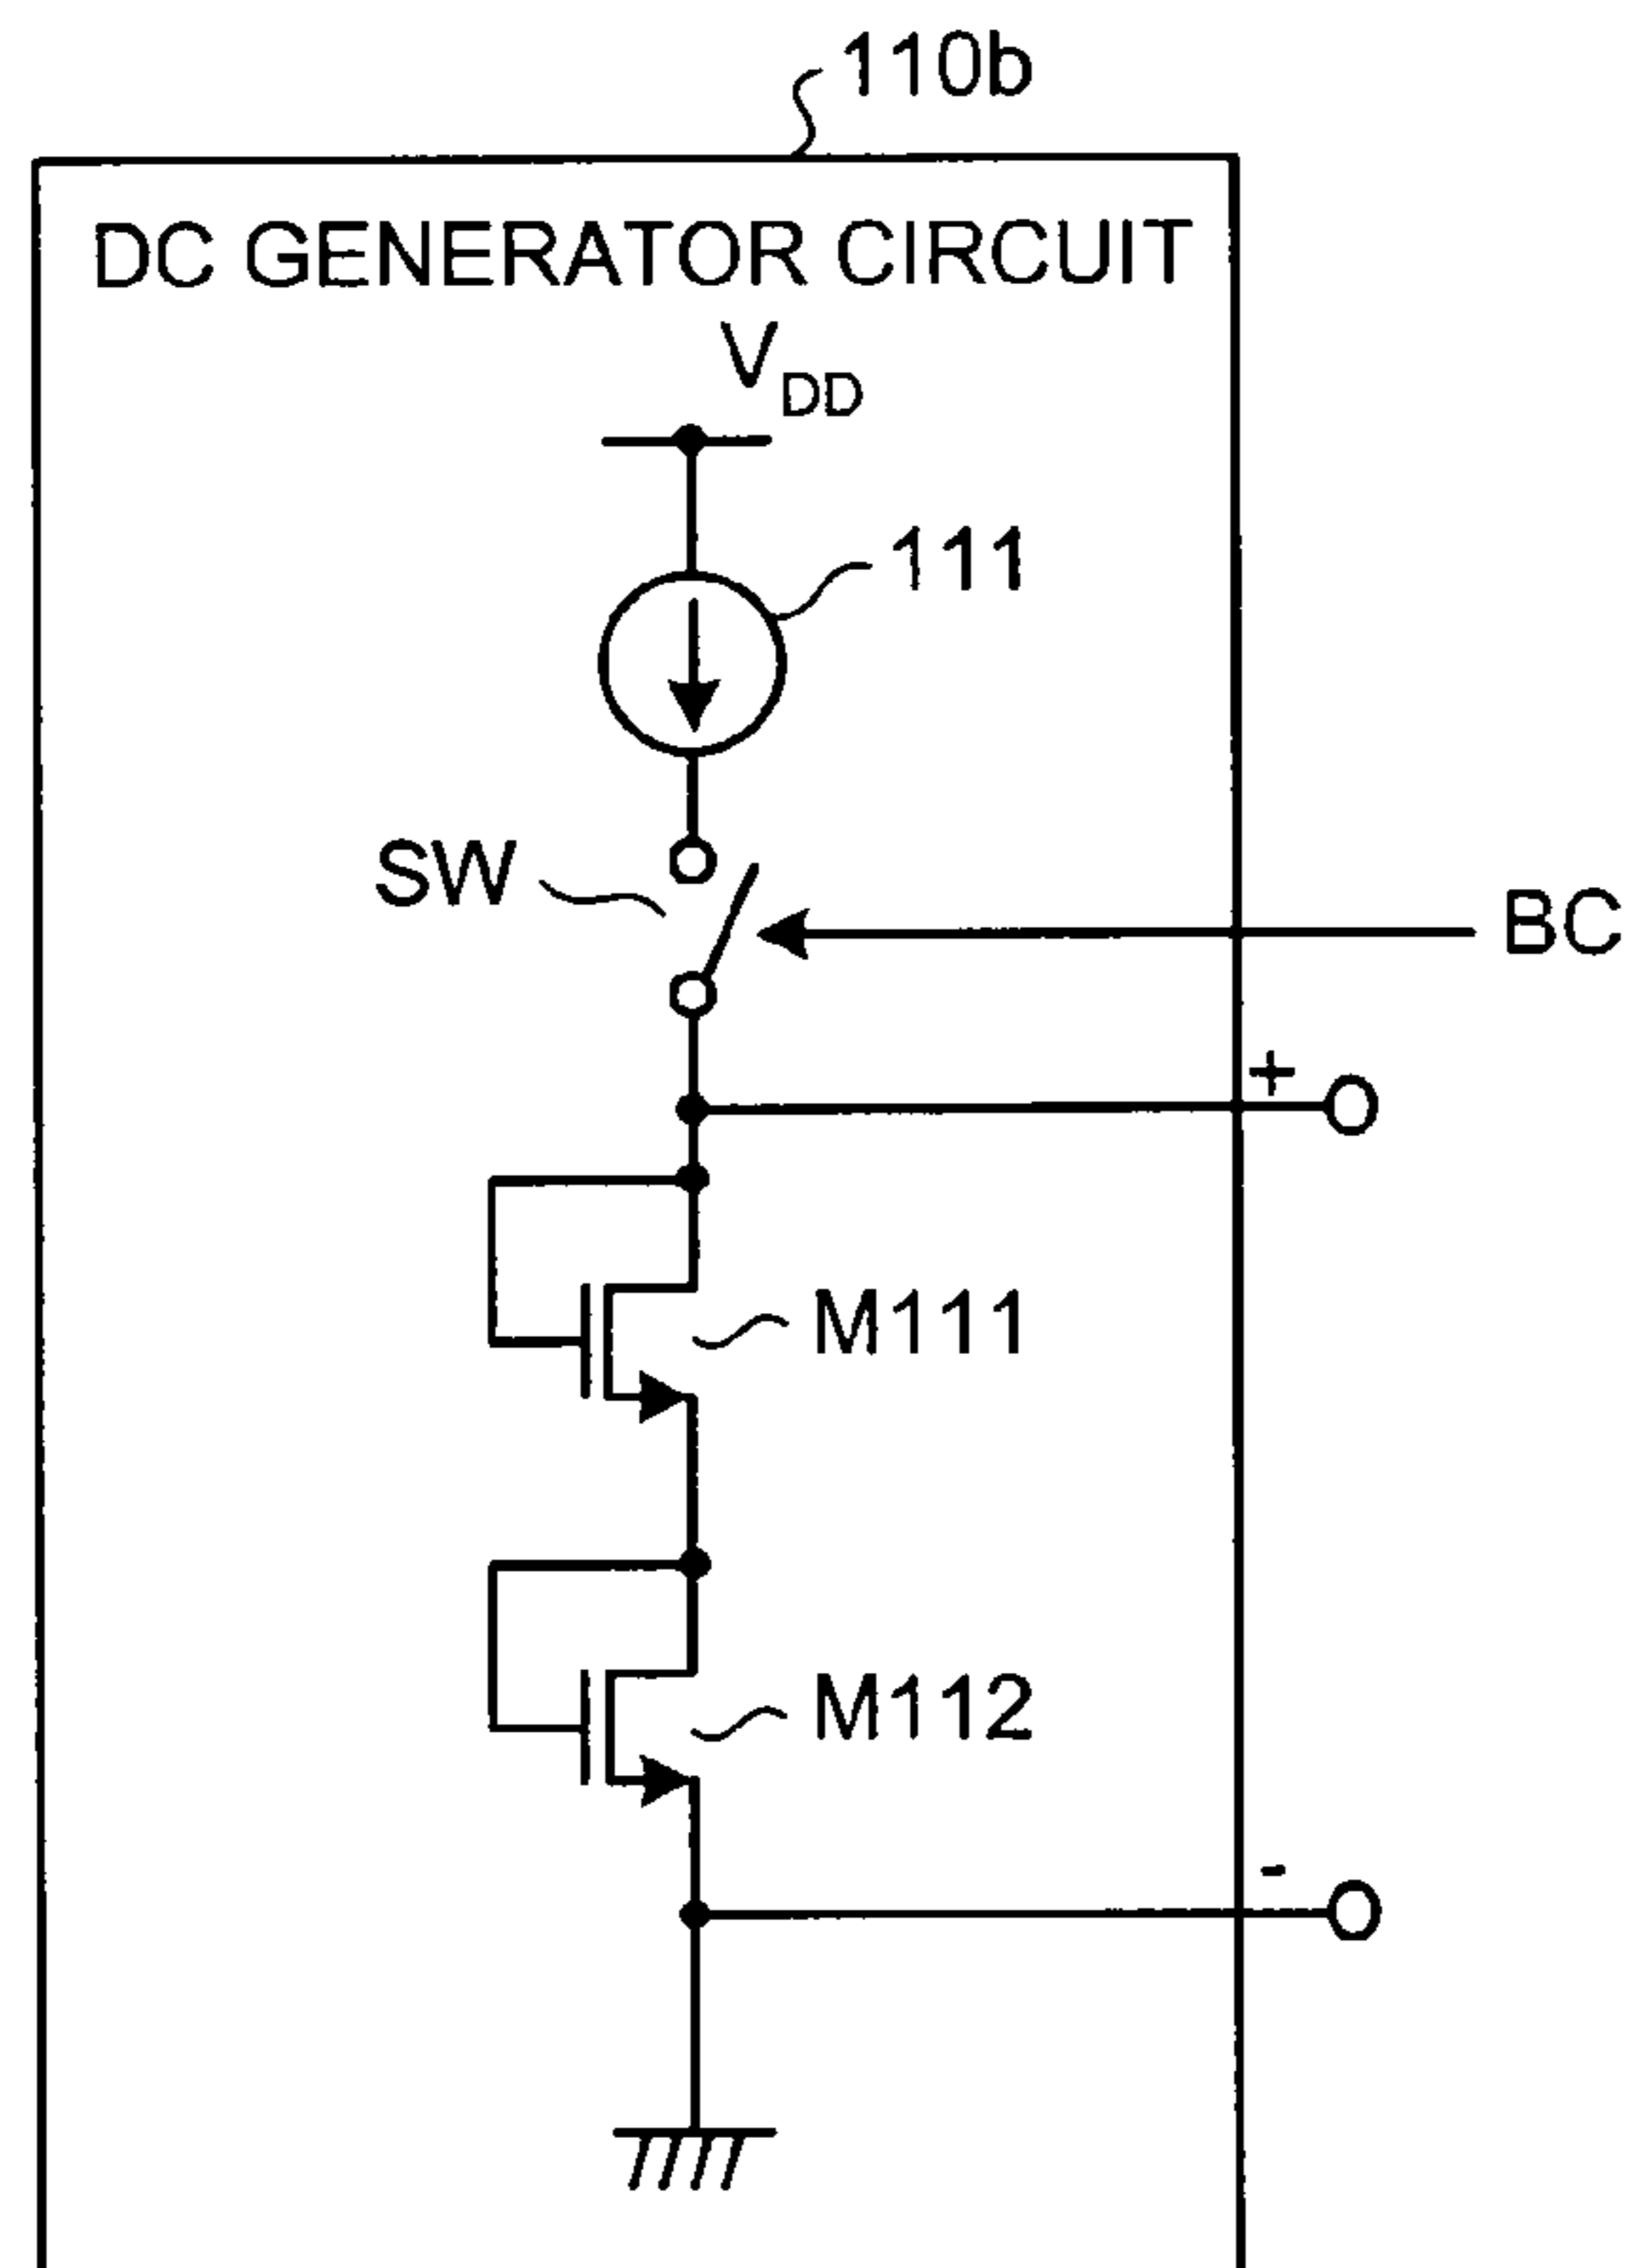 110b
DC GENERATOR CIRCUIT
VDD
111
SW
BC
+
M111
M112
-